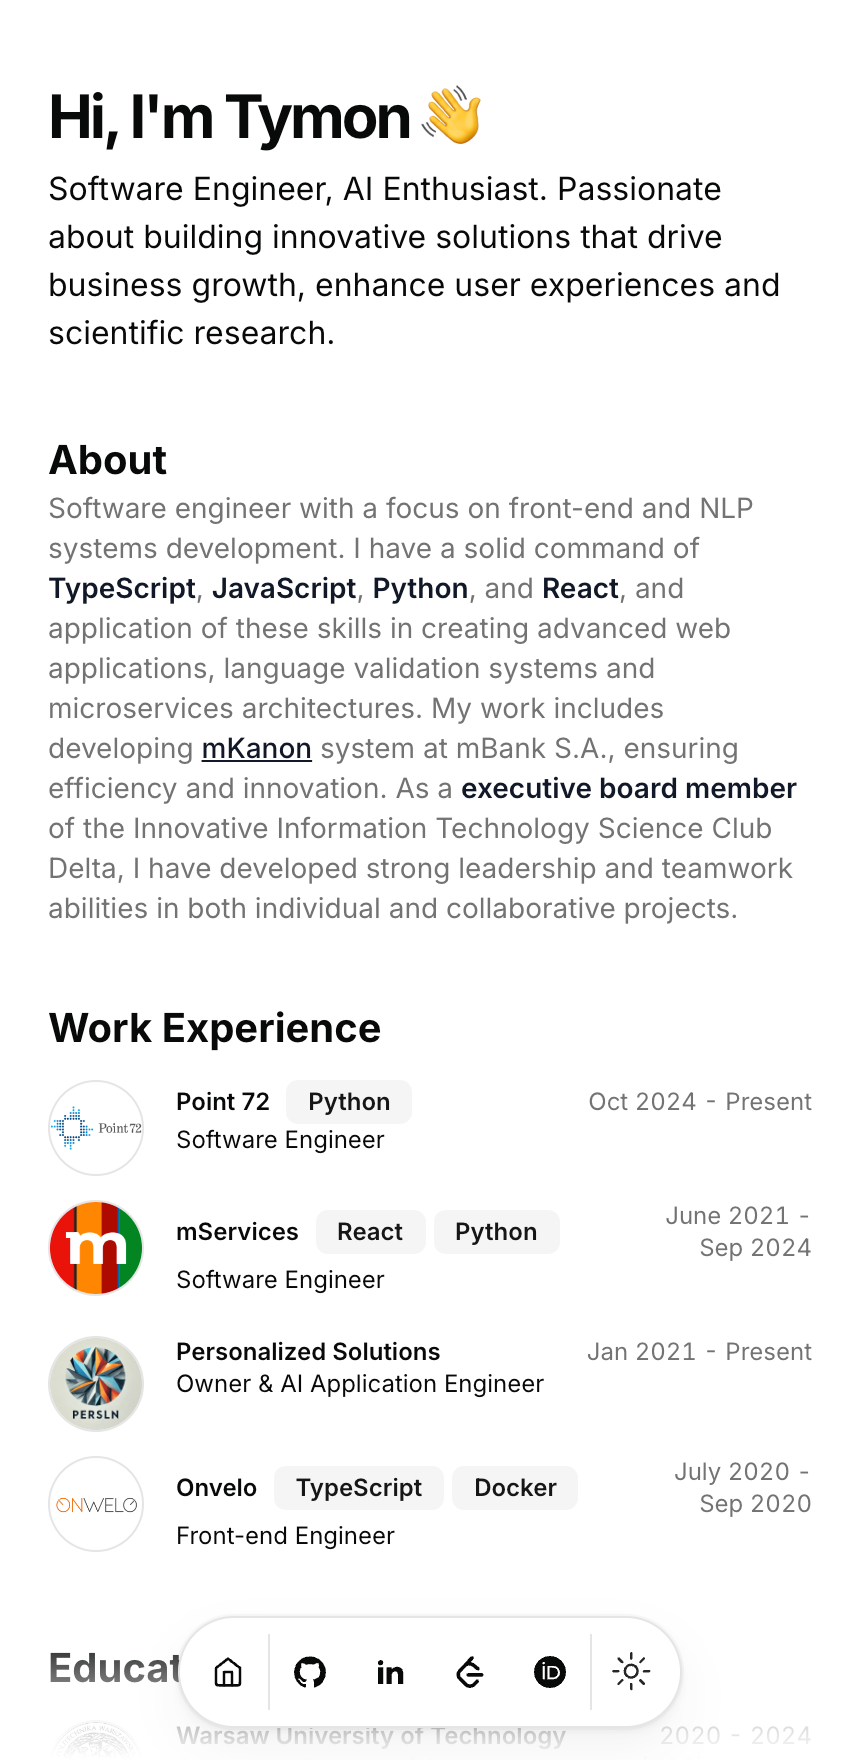 Hi, I'm Tymon 👋
Software Engineer, AI Enthusiast. Passionate
about building innovative solutions that drive
business growth, enhance user experiences and
scientific research.
About
Software engineer with a focus on front-end and NLP
systems development. I have a solid command of
TypeScript, JavaScript, Python, and React, and
application of these skills in creating advanced web
applications, language validation systems and
microservices architectures. My work includes
developing mKanon system at mBank S.A., ensuring
efficiency and innovation. As a executive board member
of the Innovative Information Technology Science Club
Delta, I have developed strong leadership and teamwork
abilities in both individual and collaborative projects.
Work Experience
Point72
Point 72 Python Oct 2024 - Present
Software Engineer
m
mServices React Python June 2021 -
Sep 2024
Software Engineer
PERSLN
Personalized Solutions Jan 2021 - Present
Owner & AI Application Engineer
ONWELO
Onvelo TypeScript Docker July 2020 -
Sep 2020
Front-end Engineer
Educat
in
iD
Warsaw University of Technology 2020 - 2024